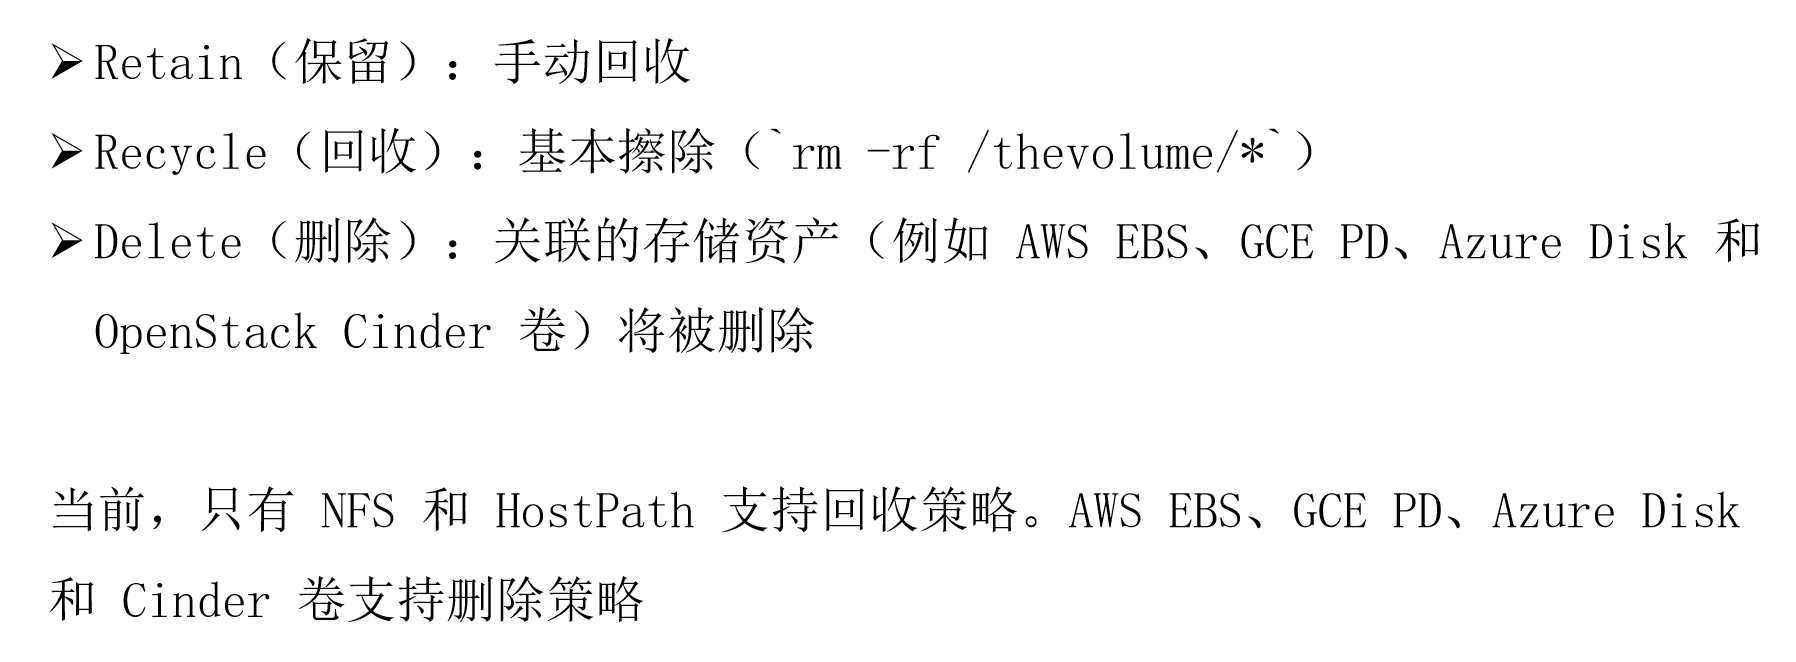 ➢Retain（保留）：手动回收
➢Recycle（回收）：基本擦除（`rm -rf /thevolume/*`）
➢Delete（删除）：关联的存储资产（例如 AWS EBS、GCE PD、Azure Disk 和
OpenStack Cinder 卷）将被删除
当前，只有 NFS 和 HostPath 支持回收策略。AWS EBS、GCE PD、Azure Disk
和 Cinder 卷支持删除策略